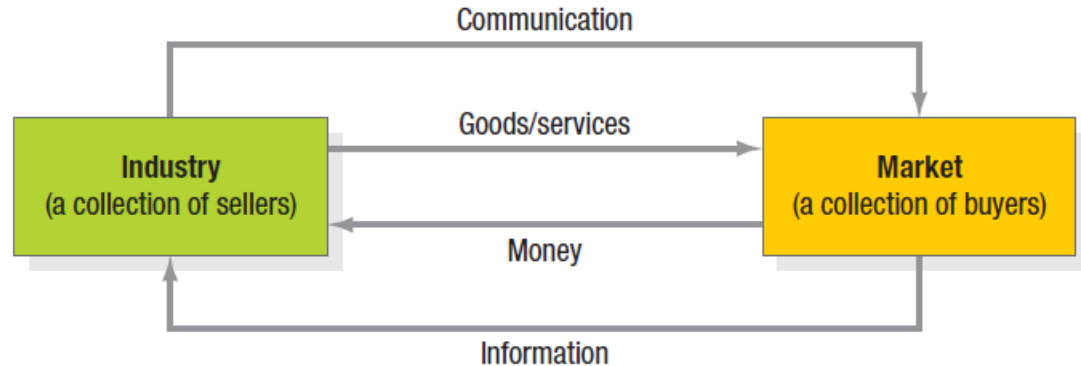 Communication
Goods/services
Industry
(a collection of sellers)
Market
(a collection of buyers)
Money
Information